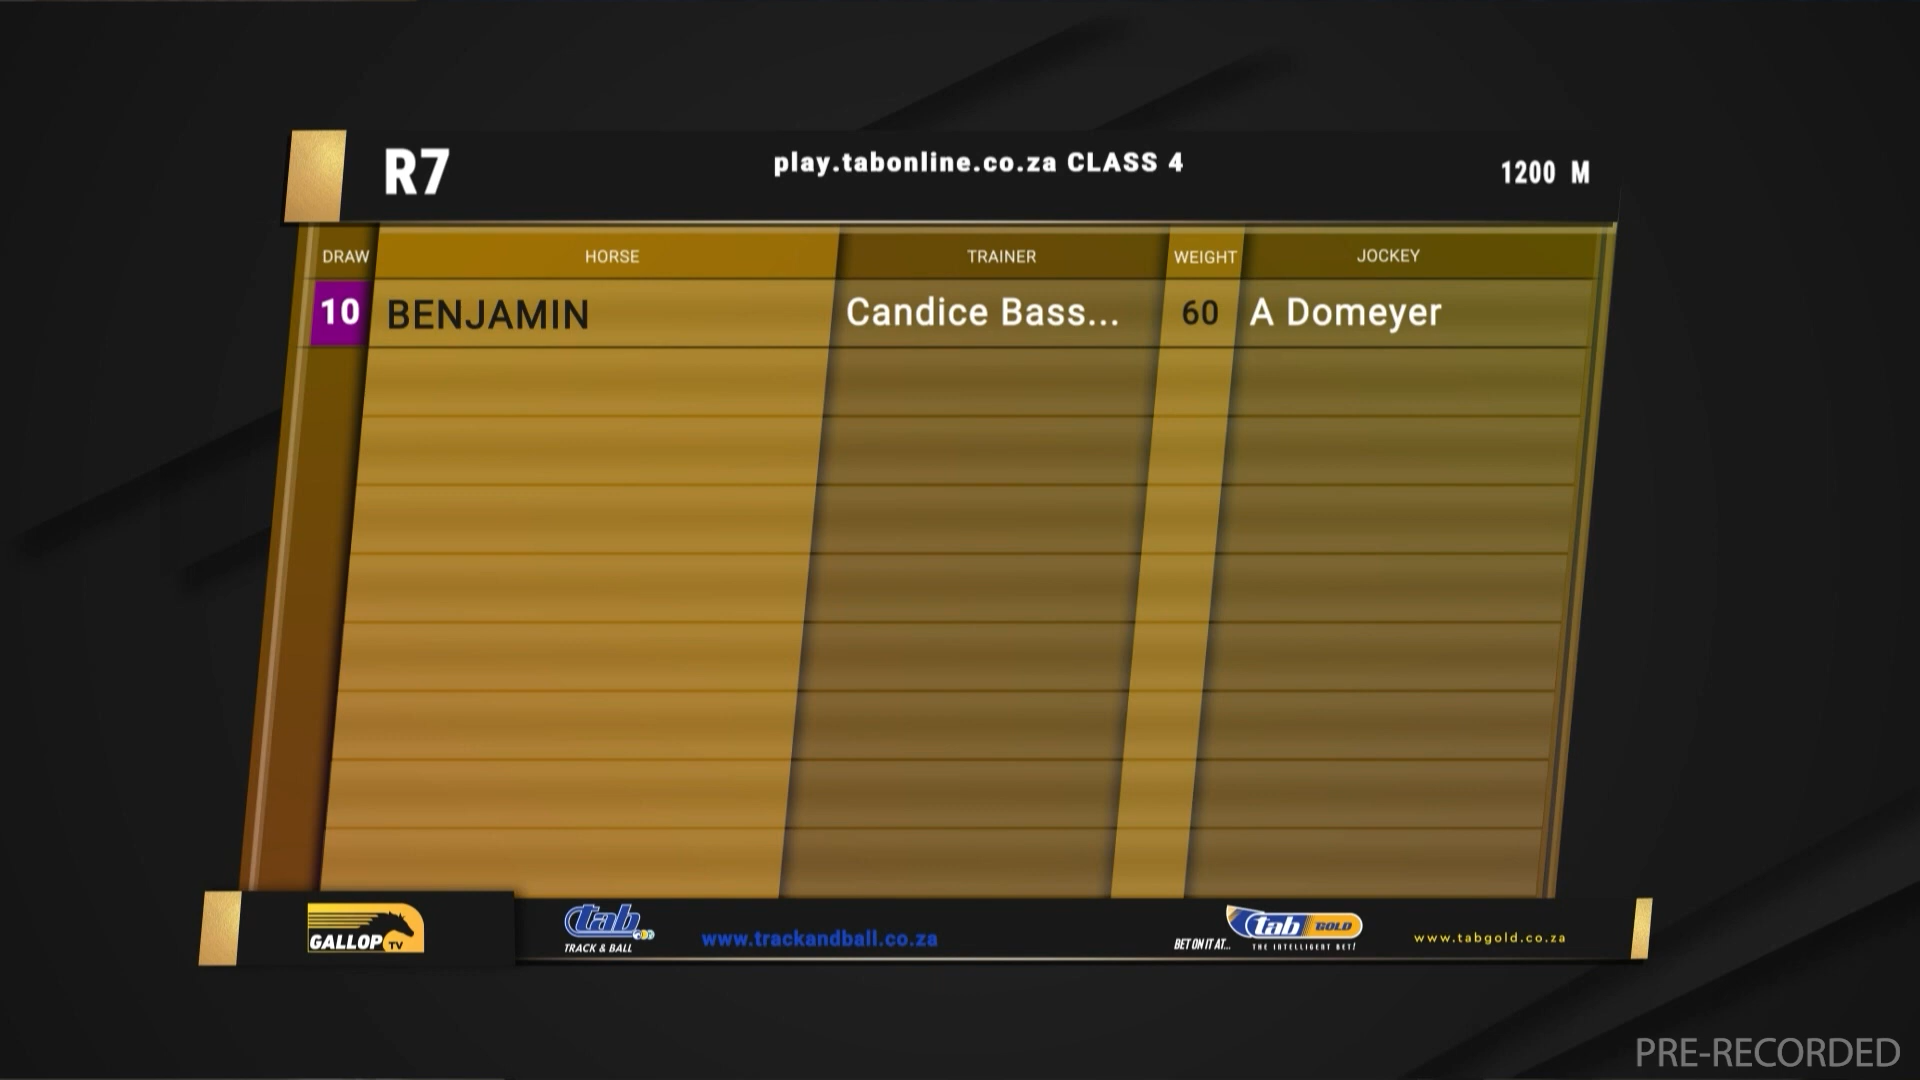 R7
play.tabonline.co.za CLASS 4
1200 M
DRAW HORSE TRAINER WEIGHT JOCKEY
10 BENJAMIN Candice Bass... 60 A Domeyer
GALLOP TV
tab
TRACK & BALL
www.trackandball.co.za
BET ON IT AT...
tab GOLD
THE INTELLIGENT BET!
www.tabgold.co.za
PRE-RECORDED